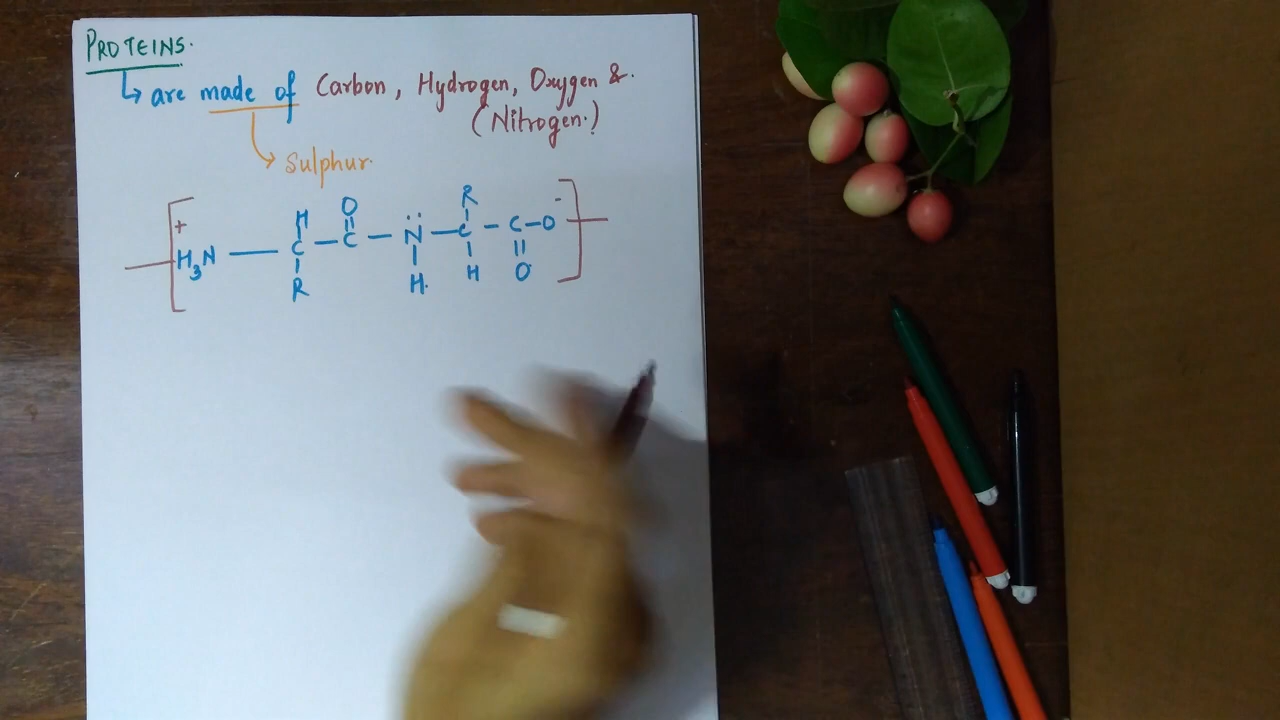 PROTEINS.
↳ are made of Carbon, Hydrogen, Oxygen &.
(Nitrogen.)
Sulphur.
H R
O
+ -
H₃N — C — C — N̈ — C — C — O
R H H O